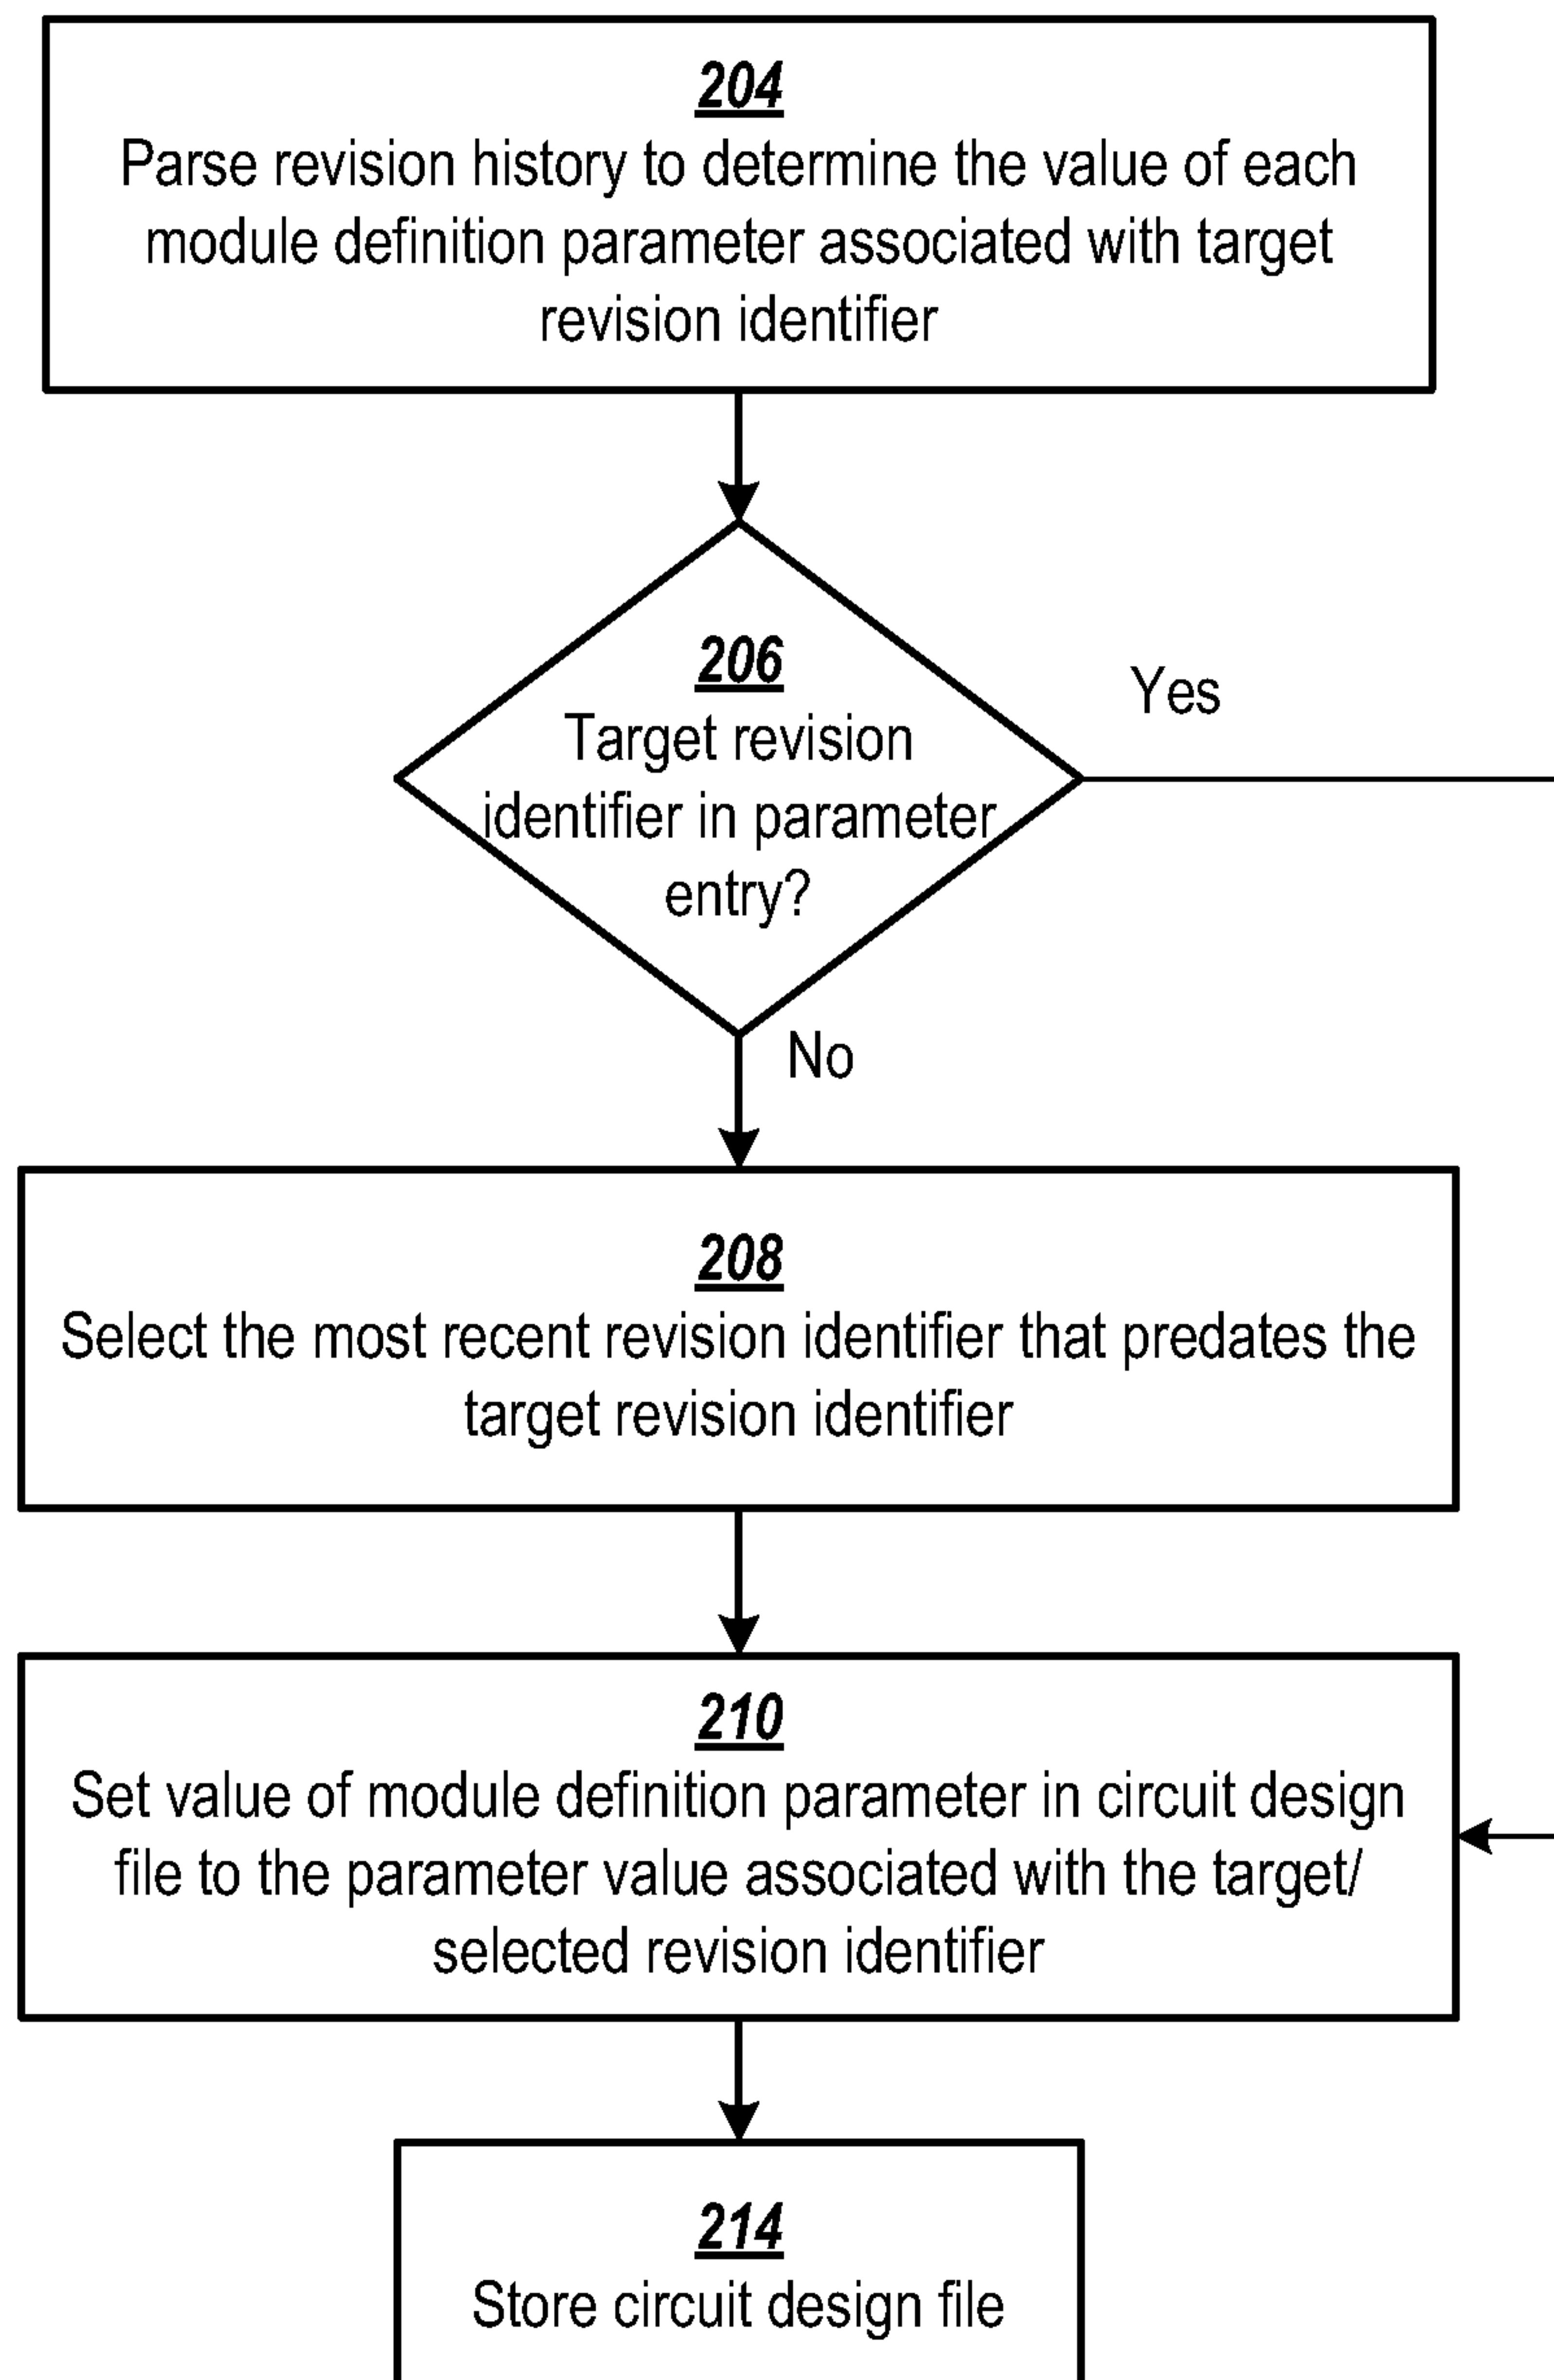 204
Parse revision history to determine the value of each
module definition parameter associated with target
revision identifier
206
Target revision
identifier in parameter
entry?
Yes
No
208
Select the most recent revision identifier that predates the
target revision identifier
210
Set value of module definition parameter in circuit design
file to the parameter value associated with the target/
selected revision identifier
214
Store circuit design file